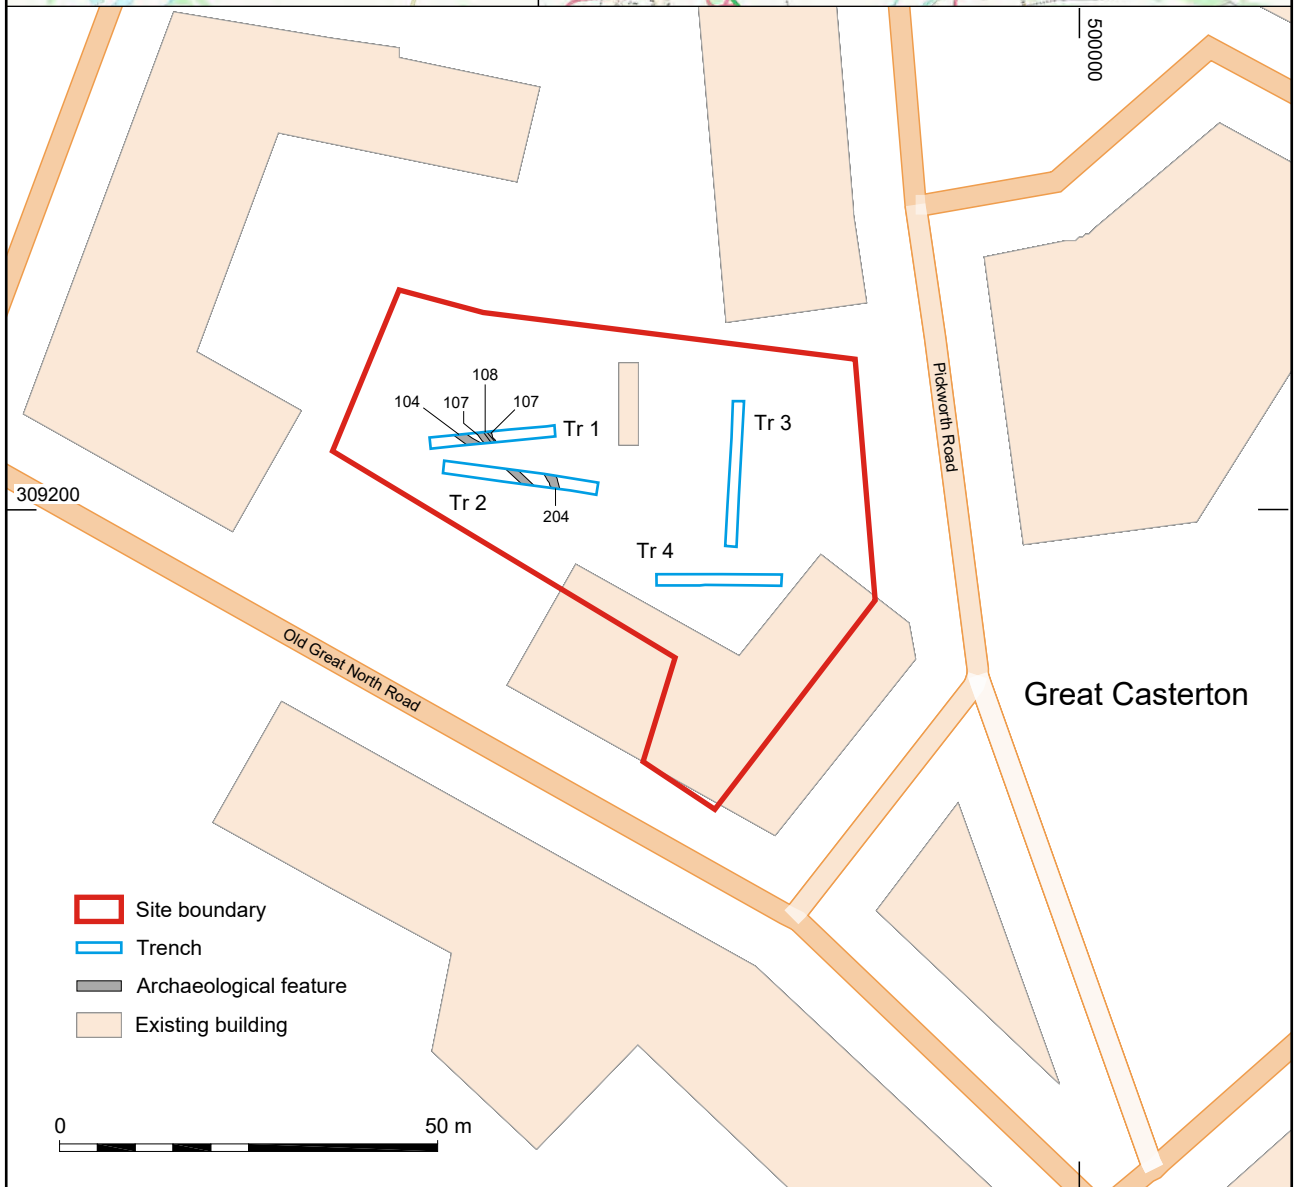 500000
108
104
107
107
Tr 1
Tr 3
Pickworth Road
309200
Tr 2
204
Tr 4
Old Great North Road
Great Casterton
Site boundary
Trench
Archaeological feature
Existing building
0
50 m